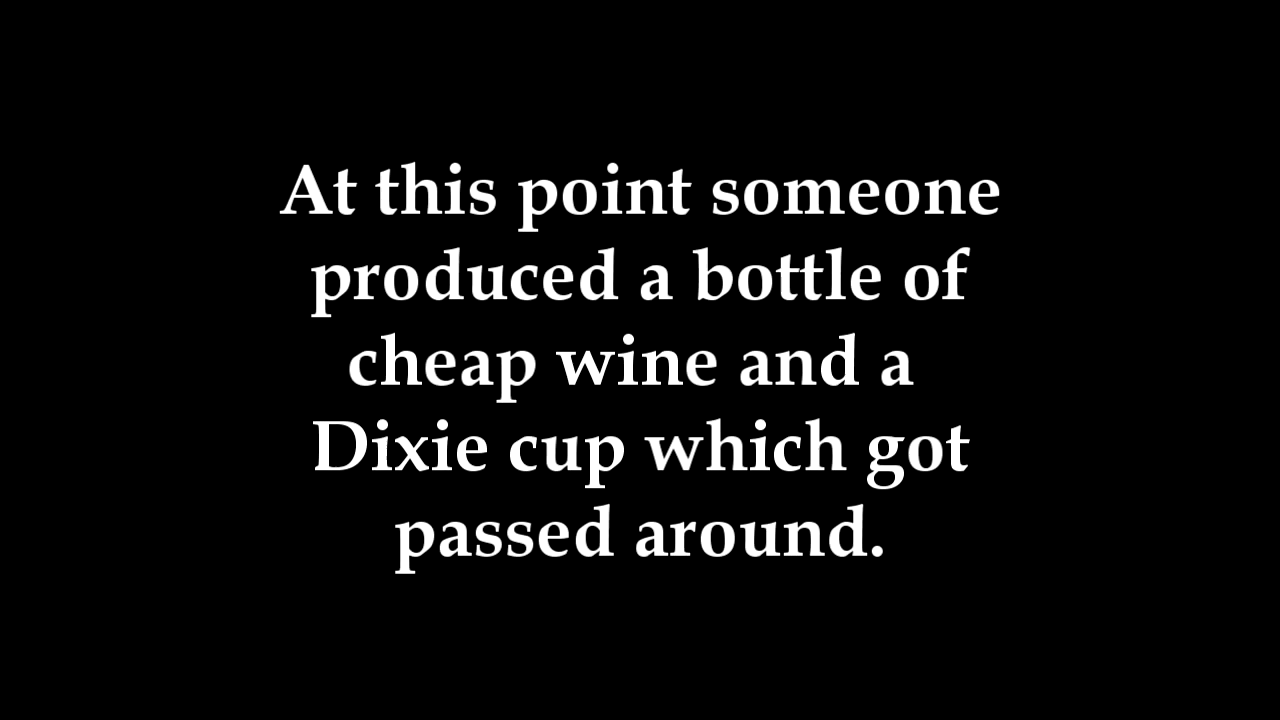 At this point someone
produced a bottle of
cheap wine and a
Dixie cup which got
passed around.